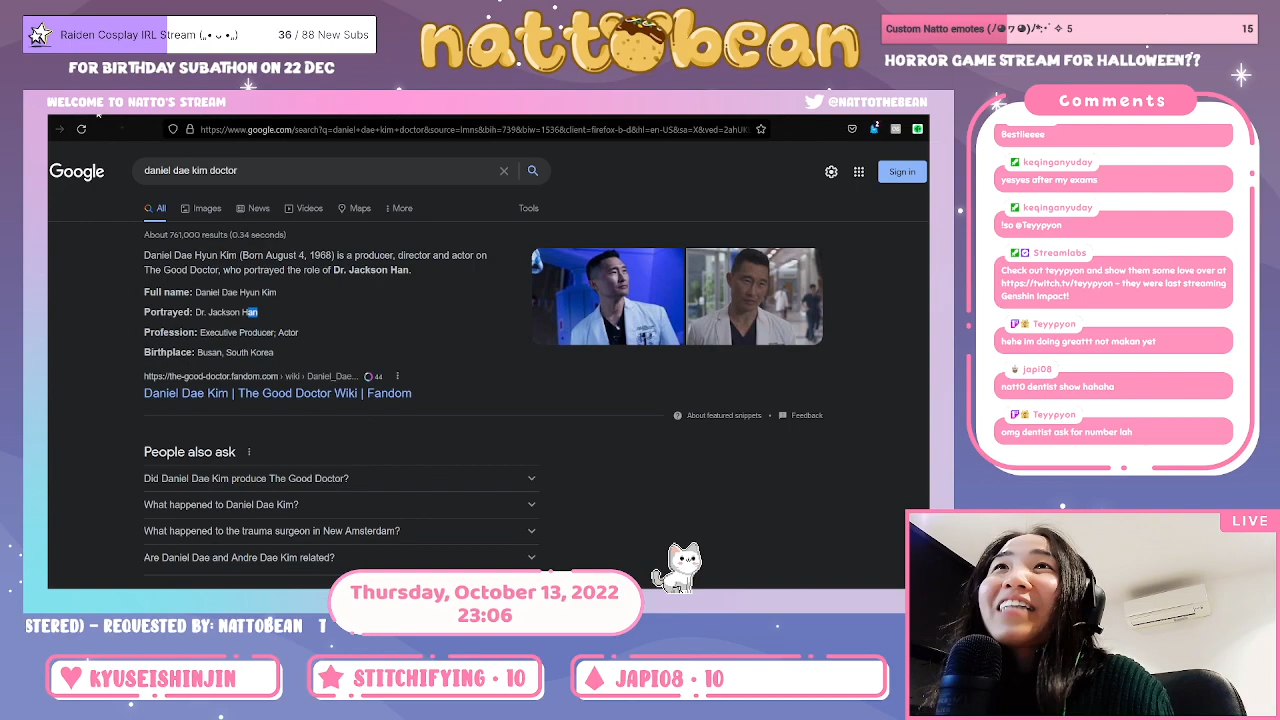 Raiden Cosplay IRL Stream (｡• ᴗ •｡) 36 / 89 New Subs
FOR BIRTHDAY SUBATHON ON 22 DEC
nattobean
Custom Natto emotes 5 15
HORROR GAME STREAM FOR HALLOWEEN??
WELCOME TO NATTO'S STREAM
@NATTOTHEBEAN
https://www.google.com/search?q=daniel+dae+kim+doctor&source=lmns&bih=739&biw=1536&client=firefox-b-d&hl=en-US&sa=X&ved=2ahUK
Google
daniel dae kim doctor
Sign in
All Images News Videos Maps More Tools
About 761,000 results (0.34 seconds)
Daniel Dae Hyun Kim (Born August 4, 1968) is a producer, director and actor on
The Good Doctor, who portrayed the role of Dr. Jackson Han.
Full name: Daniel Dae Hyun Kim
Portrayed: Dr. Jackson Han
Profession: Executive Producer; Actor
Birthplace: Busan, South Korea
https://the-good-doctor.fandom.com › wiki › Daniel_Dae... 44
Daniel Dae Kim | The Good Doctor Wiki | Fandom
About featured snippets • Feedback
People also ask
Did Daniel Dae Kim produce The Good Doctor?
What happened to Daniel Dae Kim?
What happened to the trauma surgeon in New Amsterdam?
Are Daniel Dae and Andre Dae Kim related?
Comments
Bestlieeee
keqinganyuday
yesyes after my exams
keqinganyuday
!so @Teyypyon
Streamlabs
Check out teyypyon and show them some love over at
https://twitch.tv/teyypyon - they were last streaming
Genshin Impact!
Teyypyon
hehe im doing greattt not makan yet
japi08
natt0 dentist show hahaha
Teyypyon
omg dentist ask for number lah
LIVE
Thursday, October 13, 2022
23:06
STERED) - REQUESTED BY: NATTOBEAN T
KYUSEISHINJIN
STITCHIFYING • 10
JAPI08 • 10